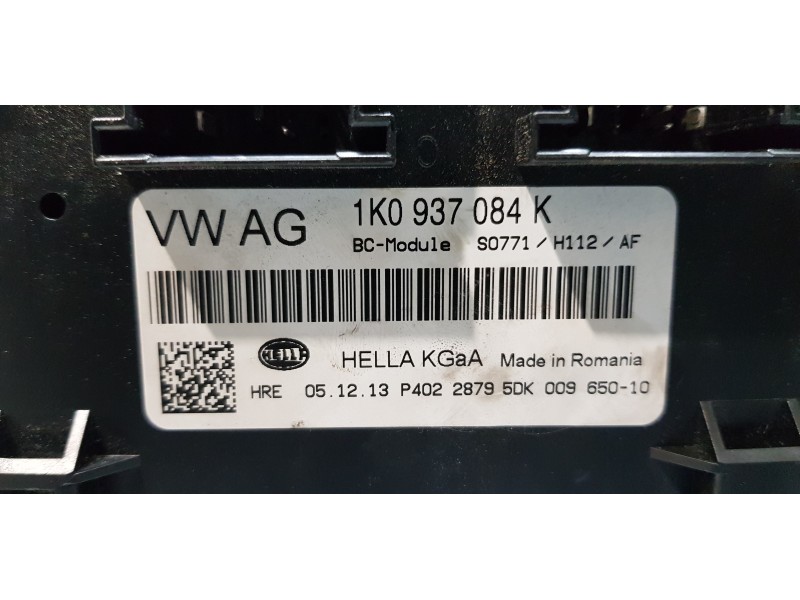 VW AG 1K0 937 084 K
BC-Module S0771 / H112 / AF
HELLA HELLA KGaA Made in Romania
HRE 05.12.13 P402 2879 5DK 009 650-10